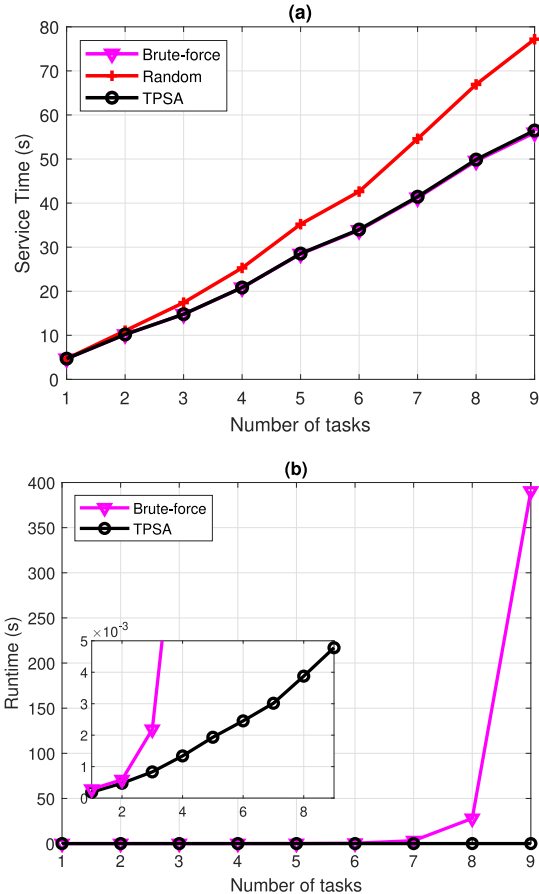 (a)
80
70
60
50
40
30
20
10
0
Service Time (s)
Brute-force
Random
TPSA
1 2 3 4 5 6 7 8 9
Number of tasks
(b)
400
350
300
250
200
150
100
50
0
Runtime (s)
Brute-force
TPSA
×10-3
5
4
3
2
1
0
2 4 6 8
1 2 3 4 5 6 7 8 9
Number of tasks